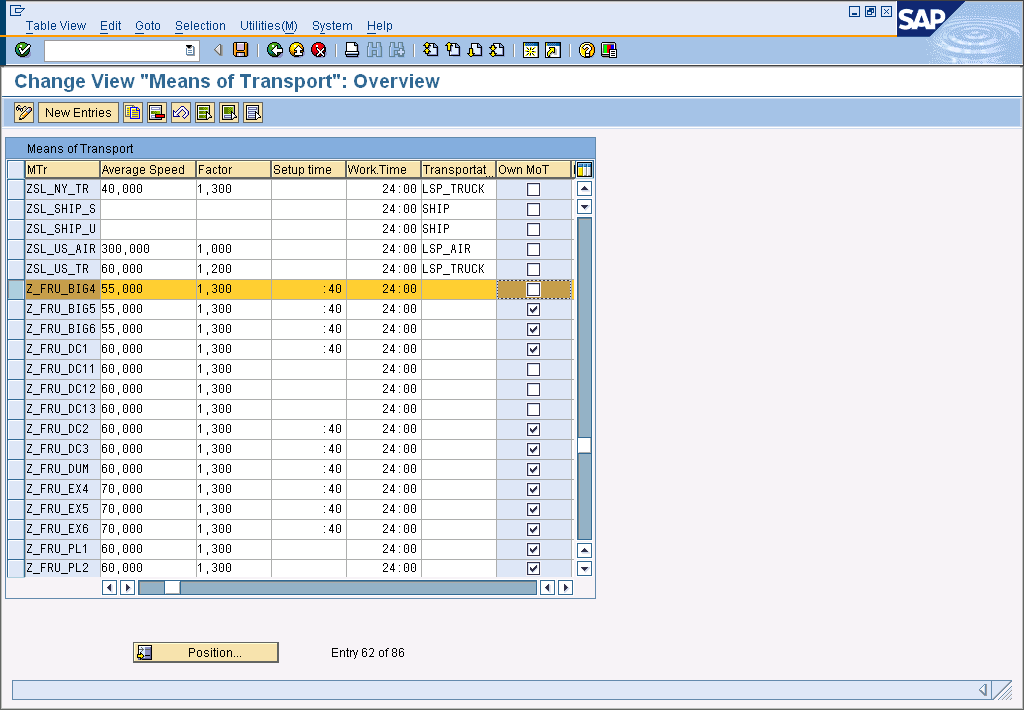 Table View Edit Goto Selection Utilities(M) System Help
SAP
Change View "Means of Transport": Overview
New Entries
Means of Transport
MTr Average Speed Factor Setup time Work.Time Transportat... Own MoT
ZSL_NY_TR 40,000 1,300 24:00 LSP_TRUCK
ZSL_SHIP_S 24:00 SHIP
ZSL_SHIP_U 24:00 SHIP
ZSL_US_AIR 300,000 1,000 24:00 LSP_AIR
ZSL_US_TR 60,000 1,200 24:00 LSP_TRUCK
Z_FRU_BIG4 55,000 1,300 :40 24:00
Z_FRU_BIG5 55,000 1,300 :40 24:00
Z_FRU_BIG6 55,000 1,300 :40 24:00
Z_FRU_DC1 60,000 1,300 :40 24:00
Z_FRU_DC11 60,000 1,300 24:00
Z_FRU_DC12 60,000 1,300 24:00
Z_FRU_DC13 60,000 1,300 24:00
Z_FRU_DC2 60,000 1,300 :40 24:00
Z_FRU_DC3 60,000 1,300 :40 24:00
Z_FRU_DUM 60,000 1,300 :40 24:00
Z_FRU_EX4 70,000 1,300 :40 24:00
Z_FRU_EX5 70,000 1,300 :40 24:00
Z_FRU_EX6 70,000 1,300 :40 24:00
Z_FRU_PL1 60,000 1,300 24:00
Z_FRU_PL2 60,000 1,300 24:00
Position... Entry 62 of 86